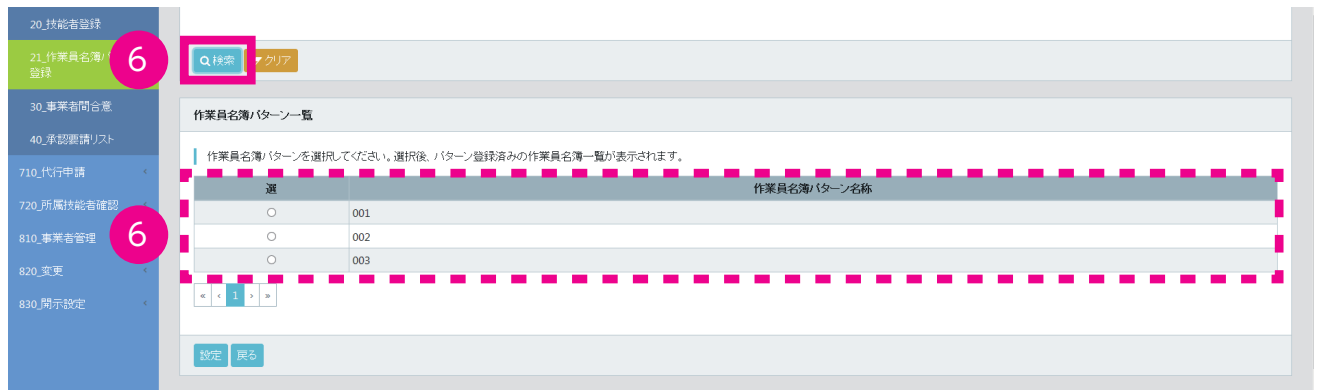 20_技能者登録
21_作業員名簿パ
登録
6
検索
クリア
30_事業者間合意
40_承認要請リスト
作業員名簿パターン一覧
作業員名簿パターンを選択してください。選択後、パターン登録済みの作業員名簿一覧が表示されます。
710_代行申請
720_所属技能者確認
810_事業者管理
820_変更
830_開示設定
6
選 作業員名簿パターン名称
001
002
003
« ‹ 1 › »
設定 戻る